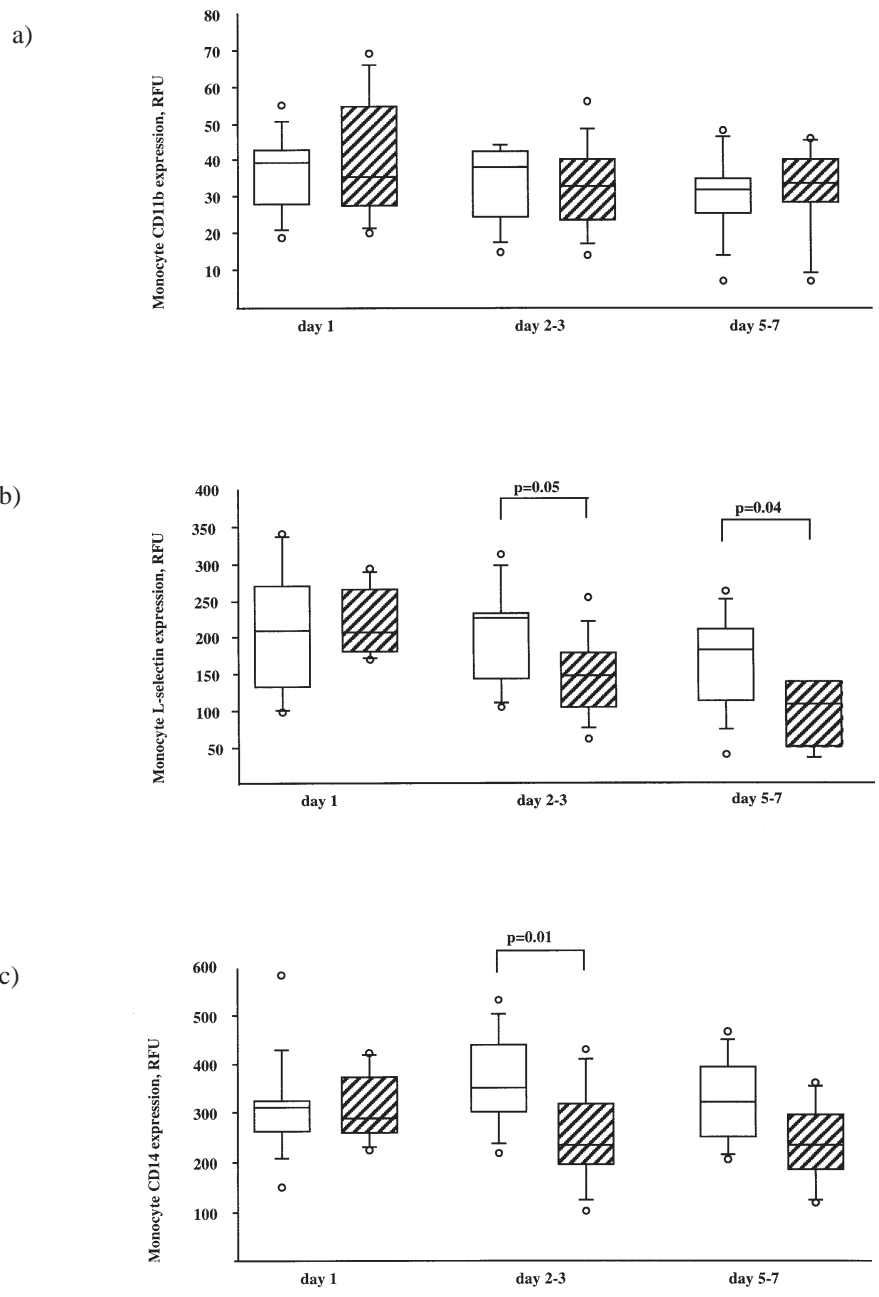 a)
Monocyte CD11b expression, RFU
80
70
60
50
40
30
20
10
day 1
day 2-3
day 5-7
b)
Monocyte L-selectin expression, RFU
400
350
300
250
200
150
100
50
p=0.05
p=0.04
day 1
day 2-3
day 5-7
c)
Monocyte CD14 expression, RFU
600
500
400
300
200
100
p=0.01
day 1
day 2-3
day 5-7